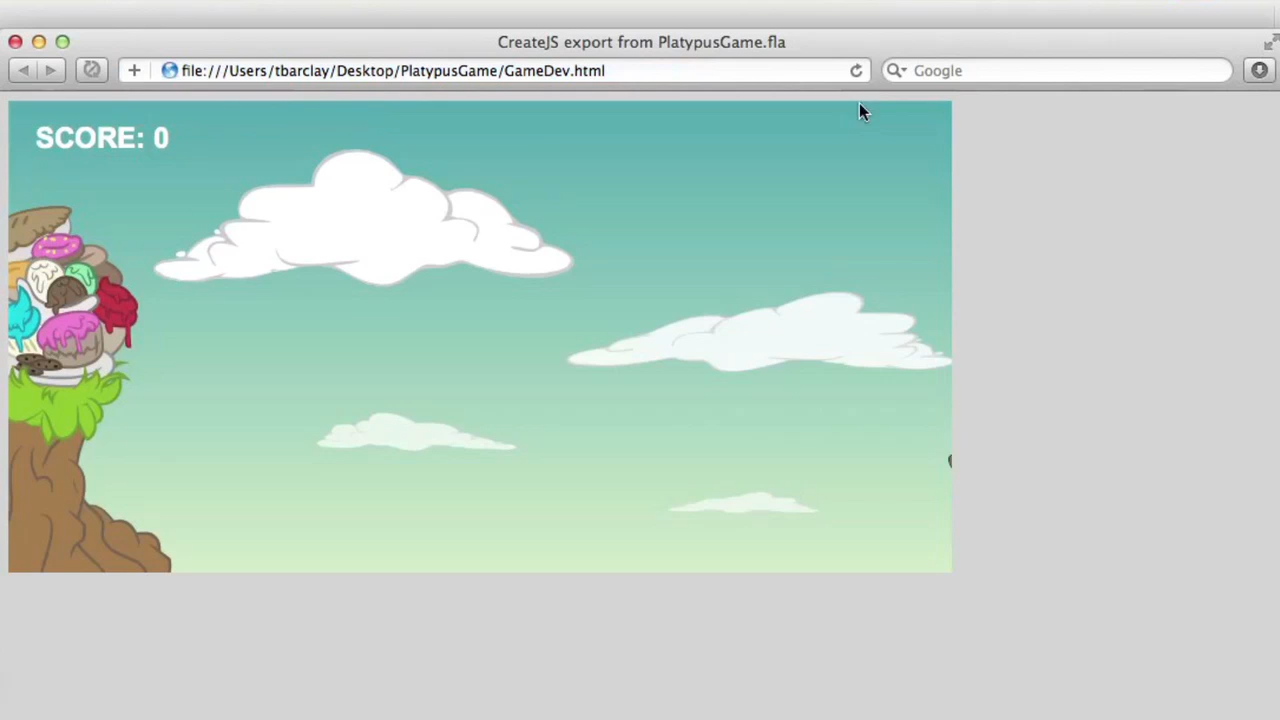 CreateJS export from PlatypusGame.fla
file:///Users/tbarclay/Desktop/PlatypusGame/GameDev.html
Google
SCORE: 0